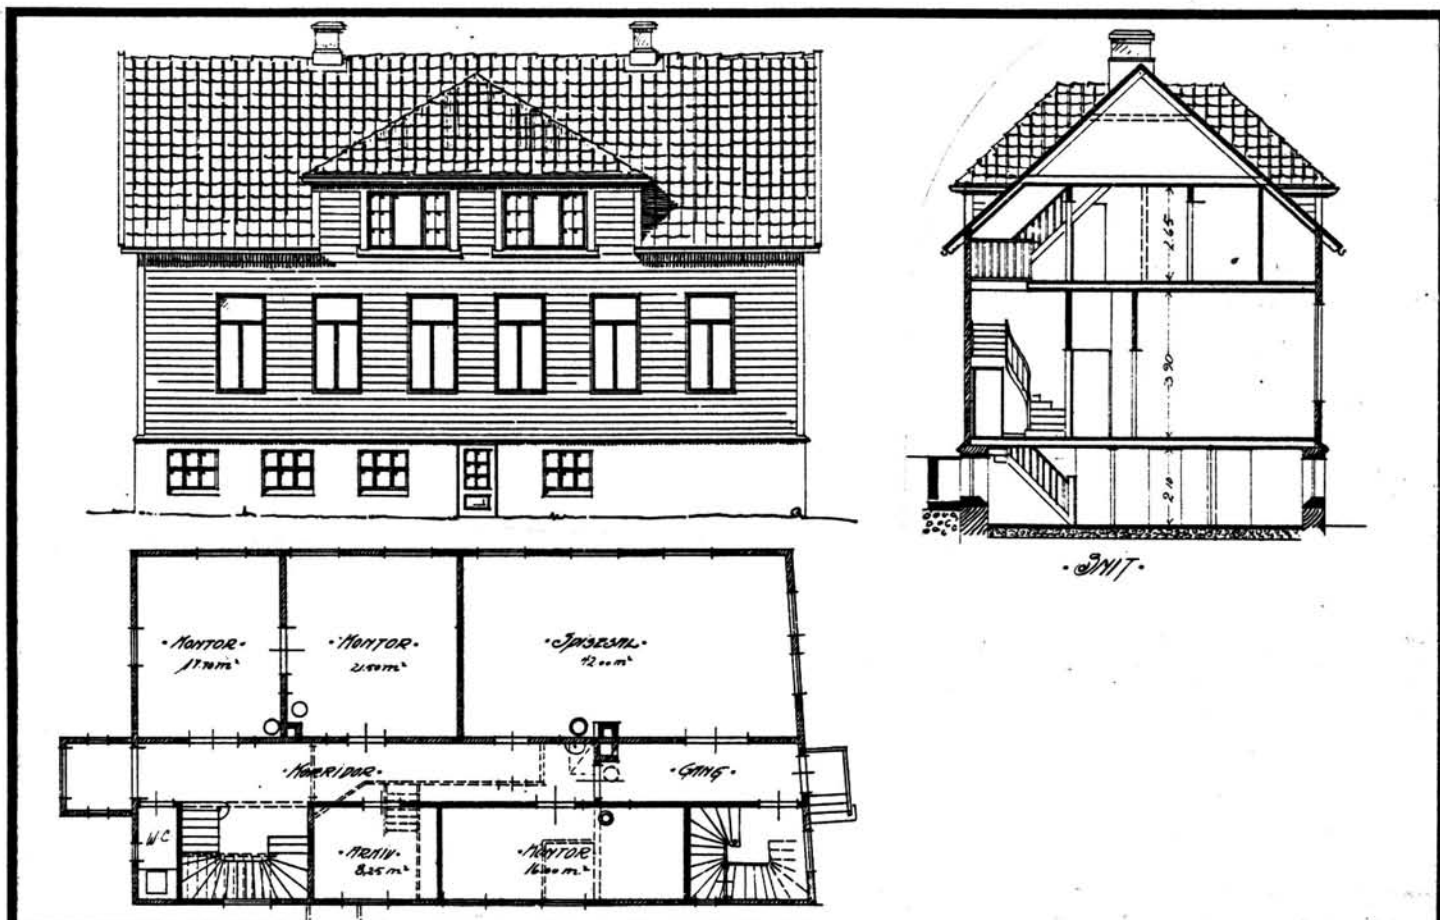 2.65
3.90
2.10
· SNIT ·
· KONTOR ·
17.70 m²
· KONTOR ·
21.50 m²
· SPISESAL ·
42.00 m²
· KORRIDOR ·
· GANG ·
WC
· ARKIV ·
8,25 m²
· KONTOR
16.00 m²